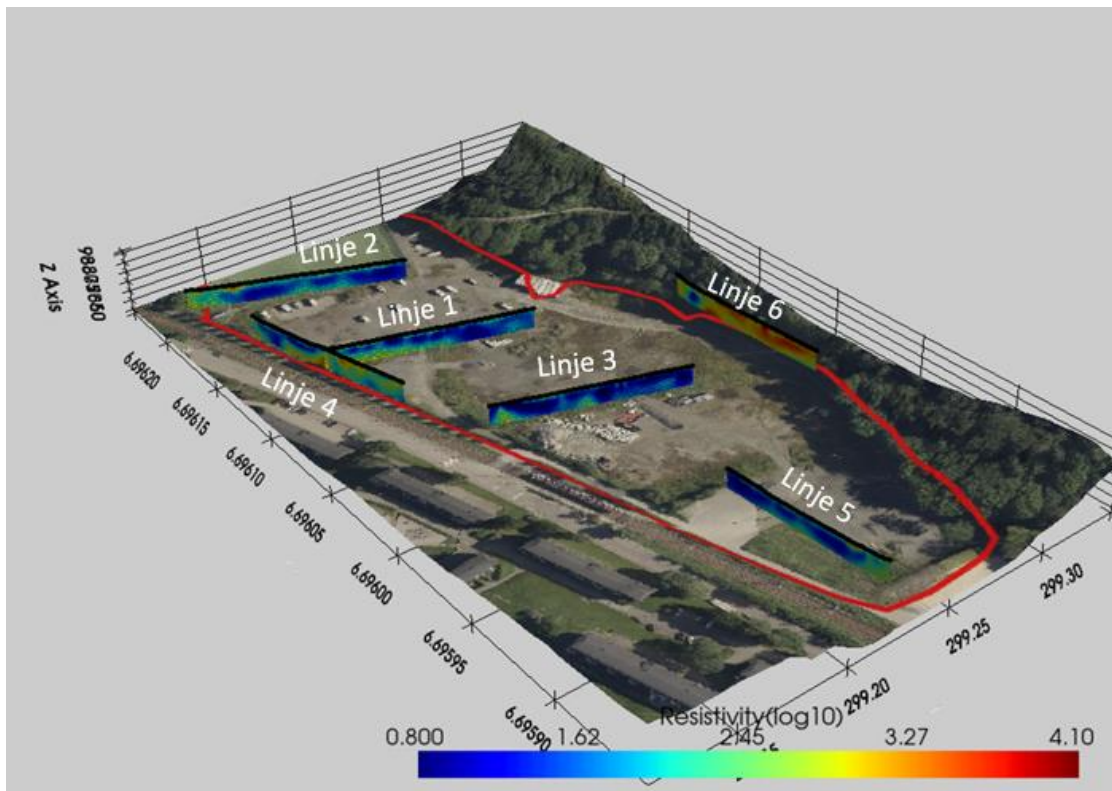 Linje 2
Linje 1
Linje 6
Linje 3
Linje 4
Linje 5
Z Axis
6.69620
6.69615
6.69610
6.69605
6.69600
6.69595
6.69590
299.20
299.25
299.30
Resistivity(log10)
0.800
1.62
2.45
3.27
4.10